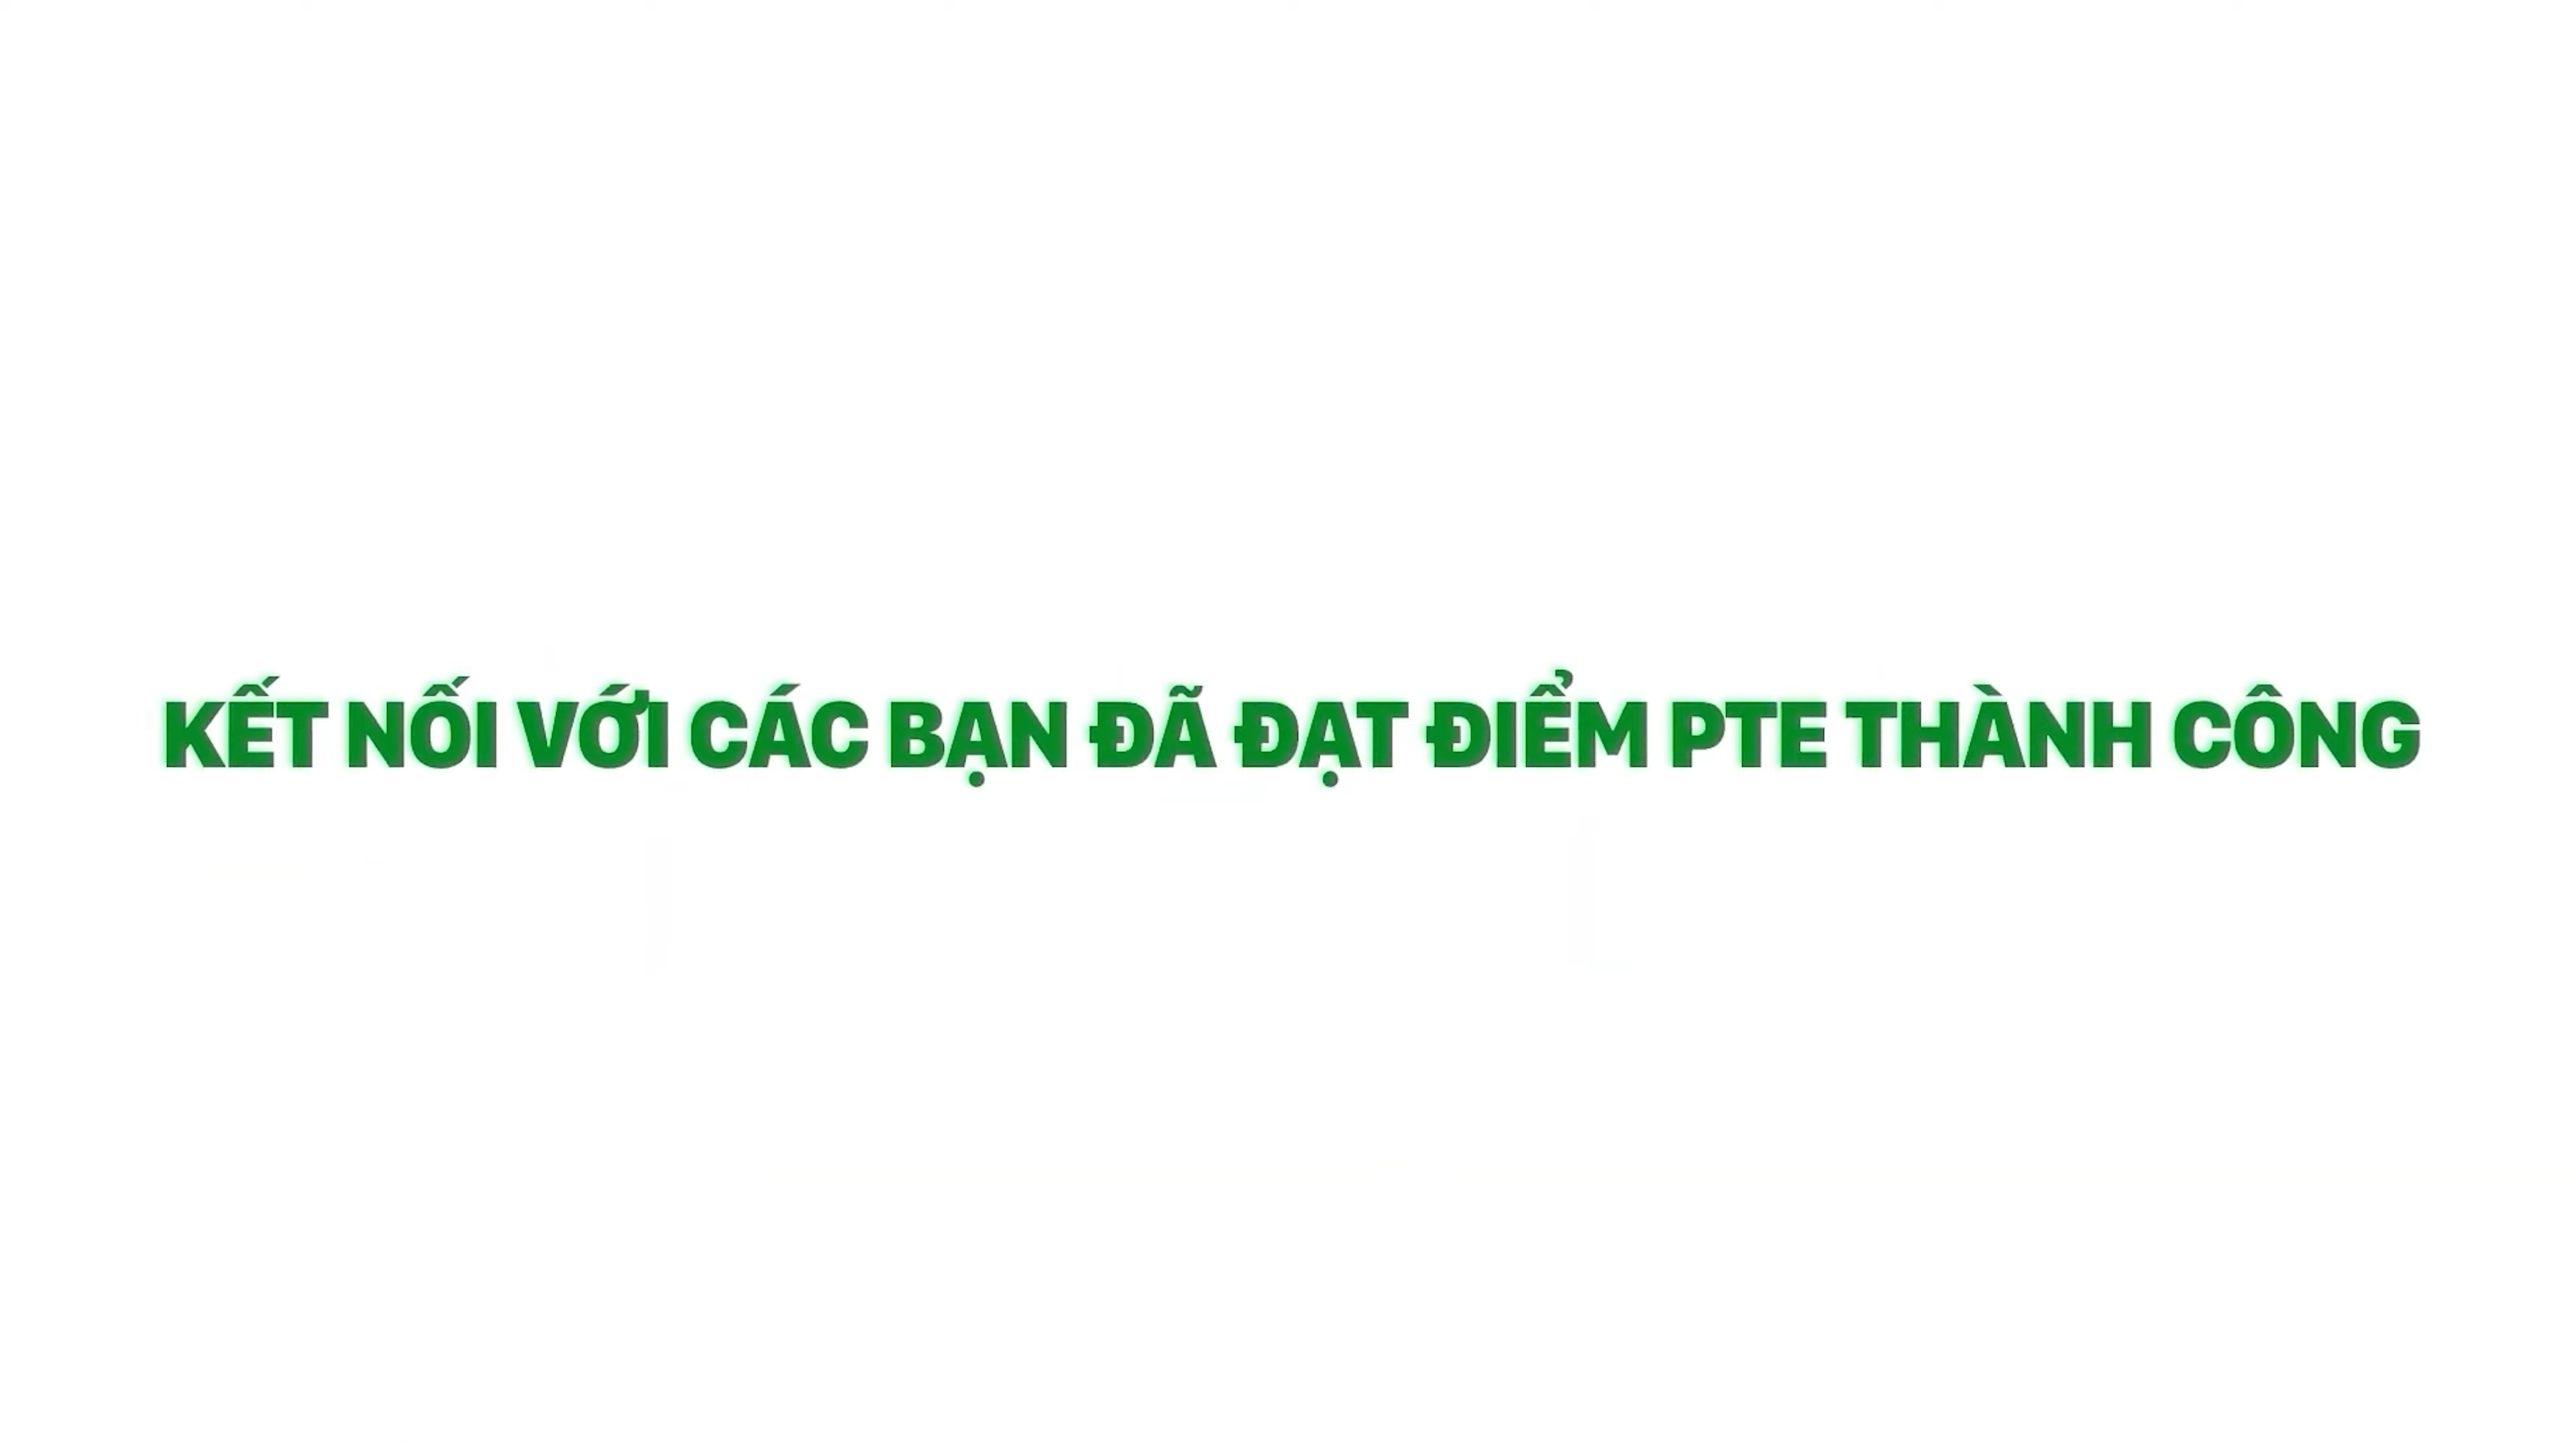 KẾT NỐI VỚI CÁC BẠN ĐÃ ĐẠT ĐIỂM PTE THÀNH CÔNG